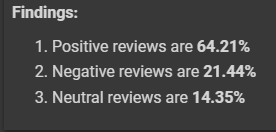 Findings:
1. Positive reviews are 64.21%
2. Negative reviews are 21.44%
3. Neutral reviews are 14.35%